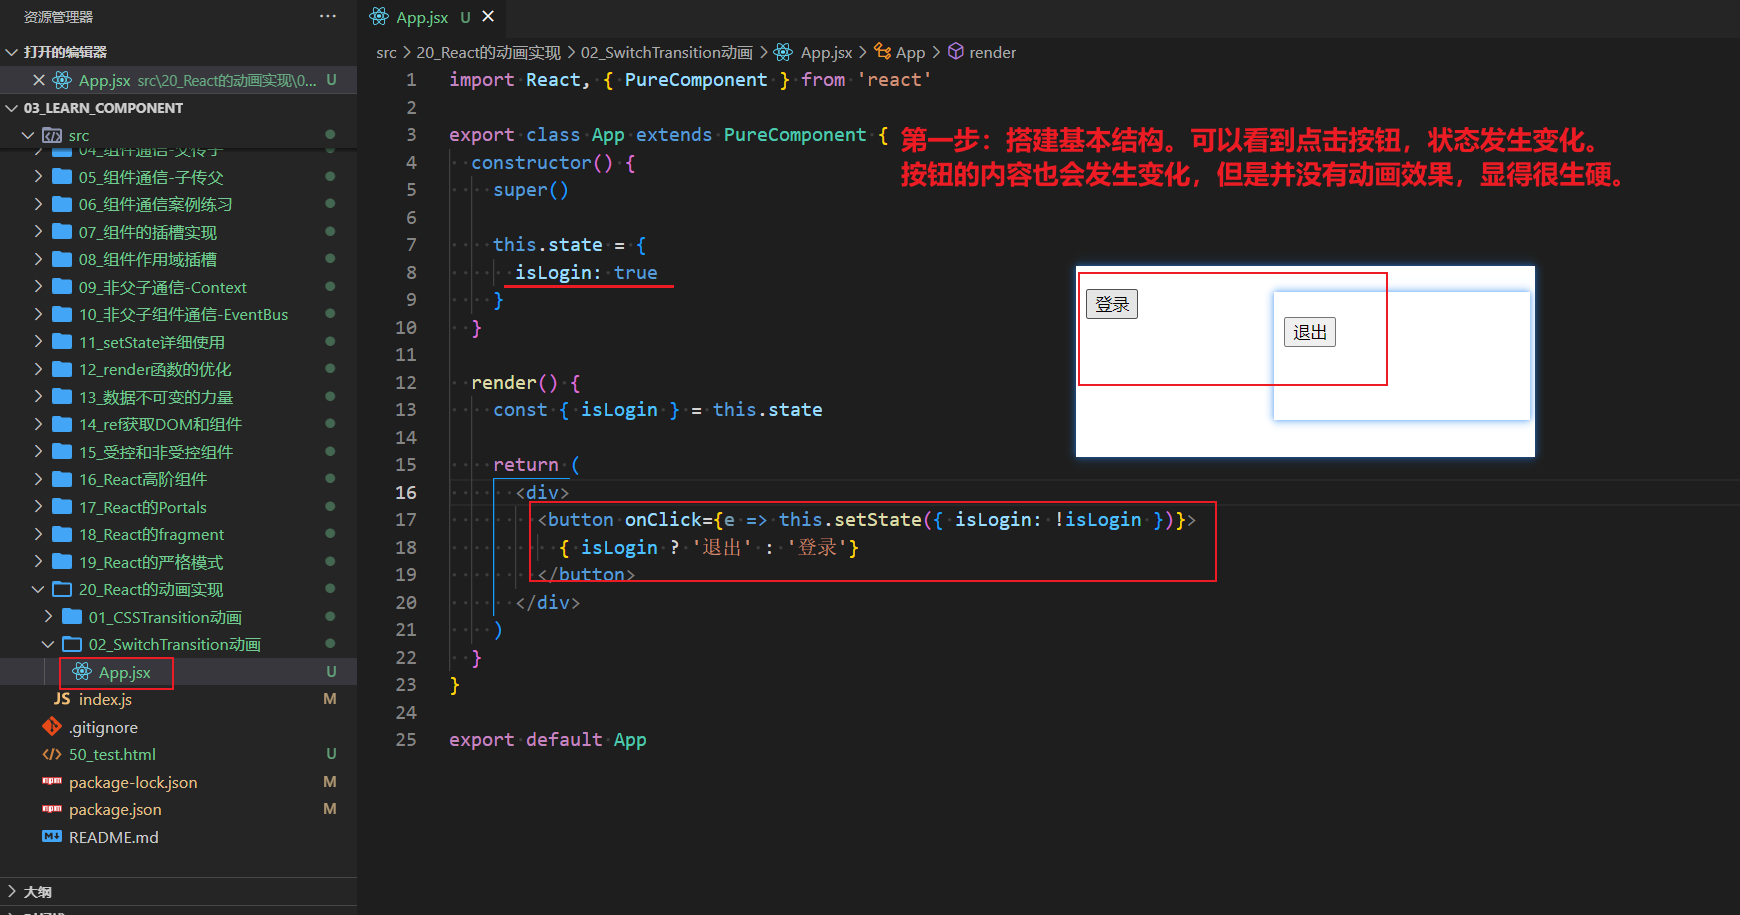 资源管理器
···
打开的编辑器
App.jsx src\20_React的动画实现\0... U
03_LEARN_COMPONENT
src
04_组件通信-父传子
05_组件通信-子传父
06_组件通信案例练习
07_组件的插槽实现
08_组件作用域插槽
09_非父子通信-Context
10_非父子组件通信-EventBus
11_setState详细使用
12_render函数的优化
13_数据不可变的力量
14_ref获取DOM和组件
15_受控和非受控组件
16_React高阶组件
17_React的Portals
18_React的fragment
19_React的严格模式
20_React的动画实现
01_CSSTransition动画
02_SwitchTransition动画
App.jsx U
JS index.js M
.gitignore
50_test.html U
package-lock.json M
package.json M
README.md
大纲
App.jsx U
src > 20_React的动画实现 > 02_SwitchTransition动画 > App.jsx > App > render
1 import React, { PureComponent } from 'react'
2
3 export class App extends PureComponent {
4 constructor() {
5 super()
6
7 this.state = {
8 isLogin: true
9 }
10 }
11
12 render() {
13 const { isLogin } = this.state
14
15 return (
16 <div>
17 <button onClick={e => this.setState({ isLogin: !isLogin })}>
18 { isLogin ? '退出' : '登录'}
19 </button>
20 </div>
21 )
22 }
23 }
24
25 export default App
第一步：搭建基本结构。可以看到点击按钮，状态发生变化。
按钮的内容也会发生变化，但是并没有动画效果，显得很生硬。
登录
退出